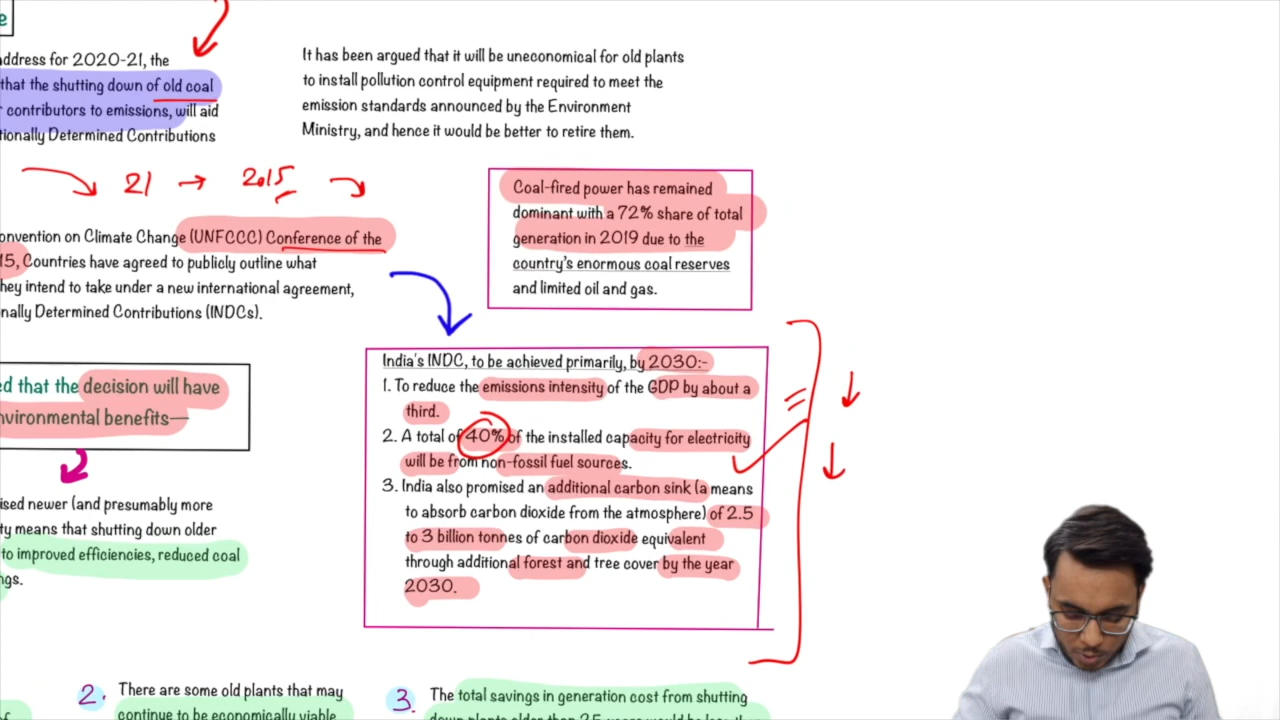 e
address for 2020-21, the
that the shutting down of old coal
contributors to emissions, will aid
tionally Determined Contributions
It has been argued that it will be uneconomical for old plants
to install pollution control equipment required to meet the
emission standards announced by the Environment
Ministry, and hence it would be better to retire them.
21 → 2015
onvention on Climate Change (UNFCCC) Conference of the
15, Countries have agreed to publicly outline what
they intend to take under a new international agreement,
nally Determined Contributions (INDCs).
Coal-fired power has remained
dominant with a 72% share of total
generation in 2019 due to the
country's enormous coal reserves
and limited oil and gas.
ed that the decision will have
nvironmental benefits—
India's INDC, to be achieved primarily, by 2030:-
1. To reduce the emissions intensity of the GDP by about a
third.
2. A total of 40% of the installed capacity for electricity
will be from non-fossil fuel sources.
3. India also promised an additional carbon sink (a means
to absorb carbon dioxide from the atmosphere) of 2.5
to 3 billion tonnes of carbon dioxide equivalent
through additional forest and tree cover by the year
2030.
ised newer (and presumably more
ty means that shutting down older
to improved efficiencies, reduced coal
ngs.
2. There are some old plants that may
continue to be economically viable
3. The total savings in generation cost from shutting
down plants older than 25 years would be less than